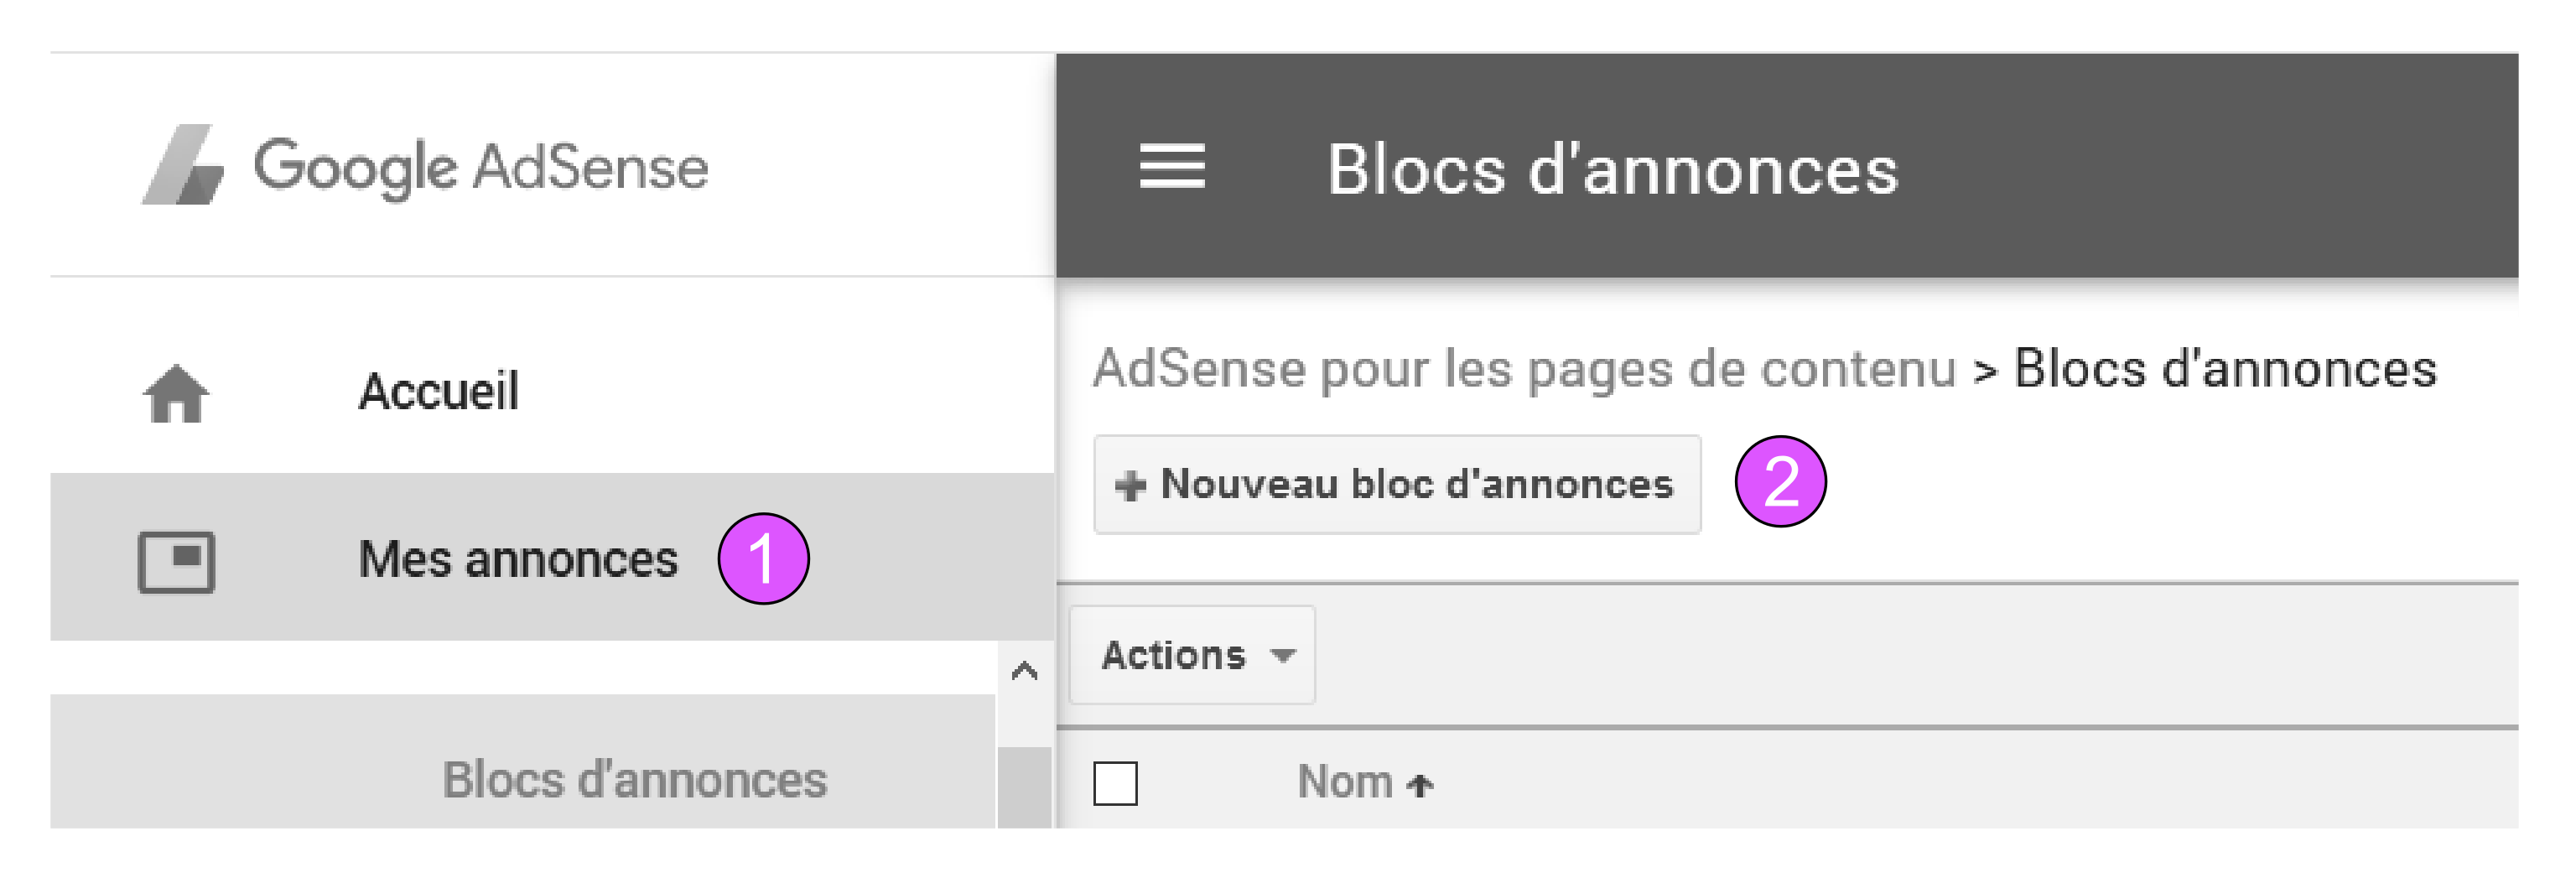 Google AdSense
Blocs d'annonces
Accueil
Mes annonces 1
Blocs d'annonces
AdSense pour les pages de contenu > Blocs d'annonces
Nouveau bloc d'annonces 2
Actions
Nom